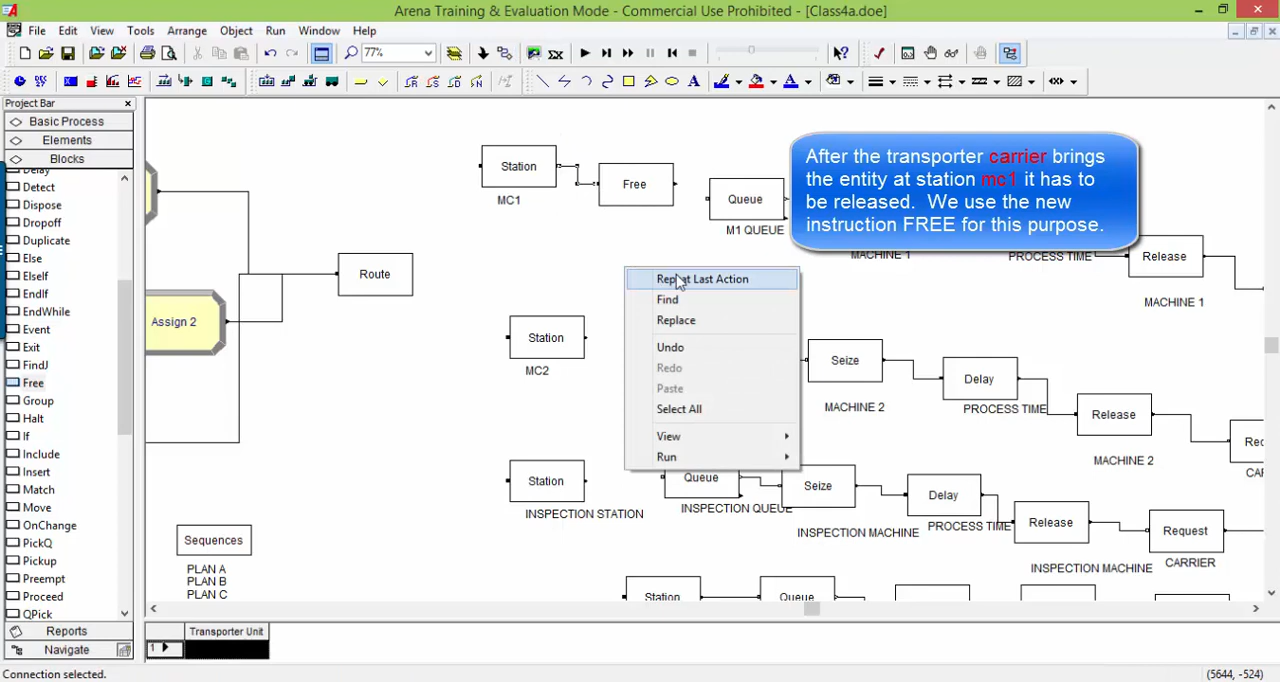 Arena Training & Evaluation Mode - Commercial Use Prohibited - [Class4a.doe]
File Edit View Tools Arrange Object Run Window Help
77%
Project Bar
Basic Process
Elements
Blocks
Delay
Detect
Dispose
Dropoff
Duplicate
Else
ElseIf
EndIf
EndWhile
Event
Exit
FindJ
Free
Group
Halt
If
Include
Insert
Match
Move
OnChange
PickQ
Pickup
Preempt
Proceed
QPick
Reports
Navigate
Assign 2
Route
Sequences
PLAN A
PLAN B
PLAN C
Station
MC1
Free
Queue
M1 QUEUE
After the transporter carrier brings
the entity at station mc1 it has to
be released. We use the new
instruction FREE for this purpose.
MACHINE 1
PROCESS TIME
Release
MACHINE 1
Repeat Last Action
Find
Replace
Undo
Redo
Paste
Select All
View
Run
Station
MC2
Seize
MACHINE 2
Delay
PROCESS TIME
Release
MACHINE 2
Station
INSPECTION STATION
Queue
INSPECTION QUEUE
Seize
INSPECTION MACHINE
Delay
PROCESS TIME
Release
INSPECTION MACHINE
Request
CARRIER
Station
Queue
Transporter Unit
1
Connection selected.
(5644, -524)